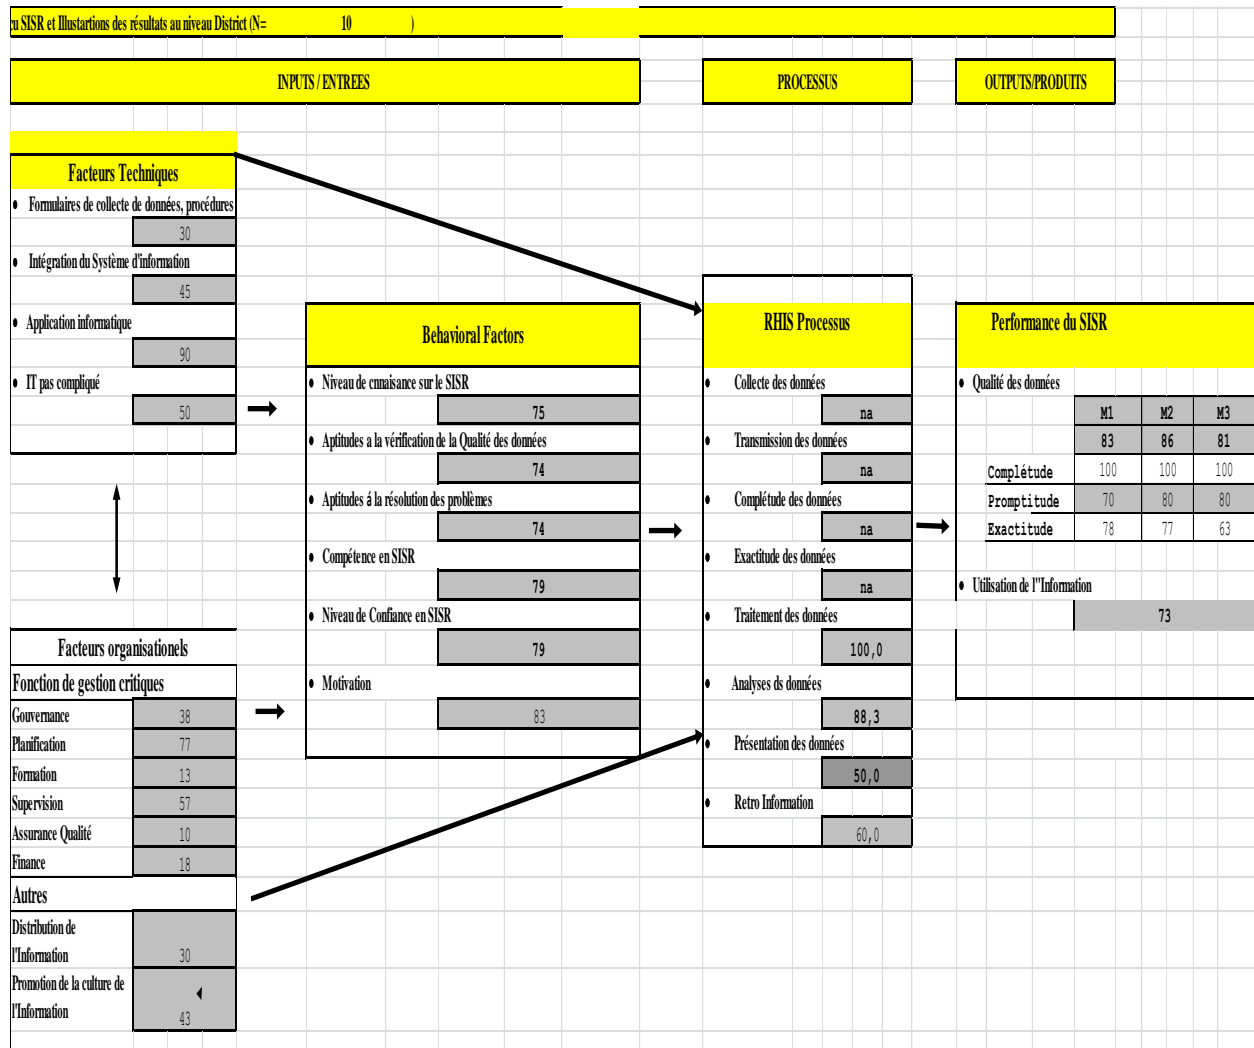 cu SISR et Illustartions des résultats au niveau District (N= 10 )
INPUTS / ENTREES
PROCESSUS
OUTPUTS/PRODUITS
Facteurs Techniques
• Formulaires de collecte de données, procédures
30
• Intégration du Système d'information
45
• Application informatique
90
• IT pas compliqué
50
Facteurs organisationels
Fonction de gestion critiques
Gouvernance 38
Planification 77
Formation 13
Supervision 57
Assurance Qualité 10
Finance 18
Autres
Distribution de
l'Information 30
Promotion de la culture de
l'Information 43
Behavioral Factors
• Niveau de cnnaisance sur le SISR
75
• Aptitudes a la vérification de la Qualité des données
74
• Aptitudes á la résolution des problèmes
74
• Compétence en SISR
79
• Niveau de Confiance en SISR
79
• Motivation
83
RHIS Processus
• Collecte des données
na
• Transmission des données
na
• Complétude des données
na
• Exactitude des données
na
• Traitement des données
100,0
• Analyses ds données
88,3
• Présentation des données
50,0
• Retro Information
60,0
Performance du SISR
• Qualité des données
M1 M2 M3
83 86 81
Complétude 100 100 100
Promptitude 70 80 80
Exactitude 78 77 63
• Utilisation de l"Information
73